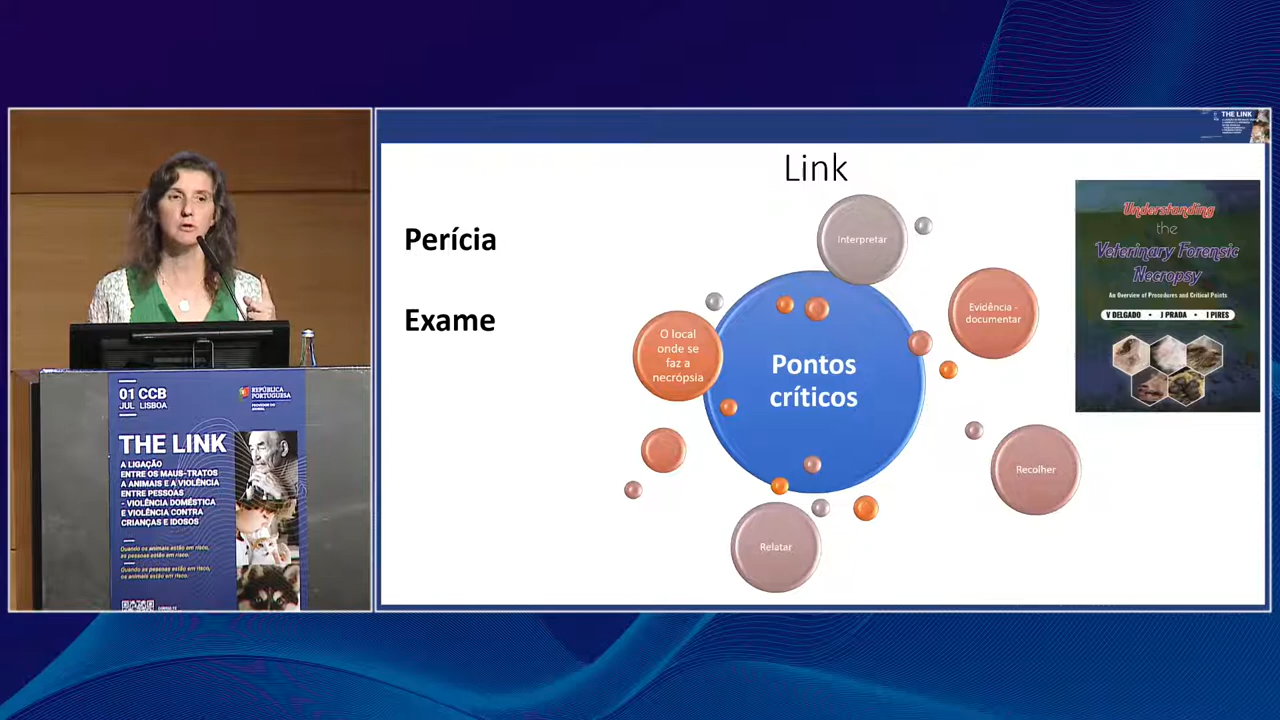 THE LINK
Link
Perícia
Exame
Interpretar
Evidência -
documentar
O local
onde se
faz a
necrópsia
Pontos
críticos
Recolher
Relatar
Understanding
the
Veterinary Forensic
Necropsy
An Overview of Procedures and Critical Points
V DELGADO • J PRADA • J PIRES
01 CCB
JUL LISBOA
REPÚBLICA
PORTUGUESA
THE LINK
A LIGAÇÃO
ENTRE OS MAUS-TRATOS
A ANIMAIS E A VIOLÊNCIA
ENTRE PESSOAS
- VIOLÊNCIA DOMÉSTICA
E VIOLÊNCIA CONTRA
CRIANÇAS E IDOSOS
Quando os animais estão em risco,
as pessoas estão em risco.
Quando as pessoas estão em risco,
os animais estão em risco.